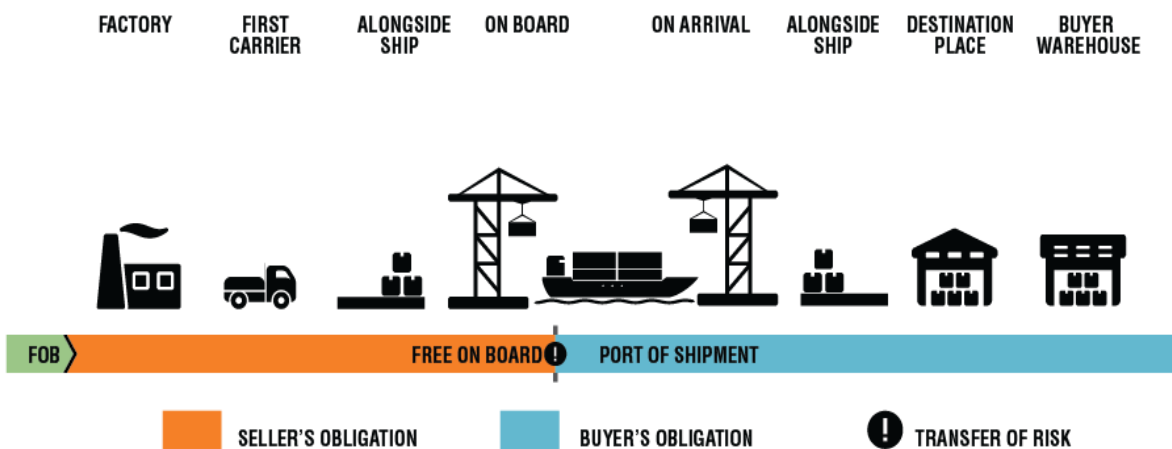 FACTORY
FIRST
CARRIER
ALONGSIDE
SHIP
ON BOARD
ON ARRIVAL
ALONGSIDE
SHIP
DESTINATION
PLACE
BUYER
WAREHOUSE
FOB
FREE ON BOARD
!
PORT OF SHIPMENT
SELLER'S OBLIGATION
BUYER'S OBLIGATION
!
TRANSFER OF RISK